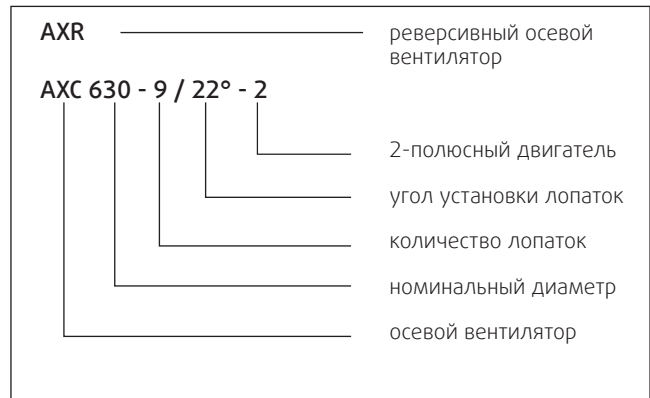 AXR
реверсивный осевой
вентилятор
AXC 630 - 9 / 22° - 2
2-полюсный двигатель
угол установки лопаток
количество лопаток
номинальный диаметр
осевой вентилятор